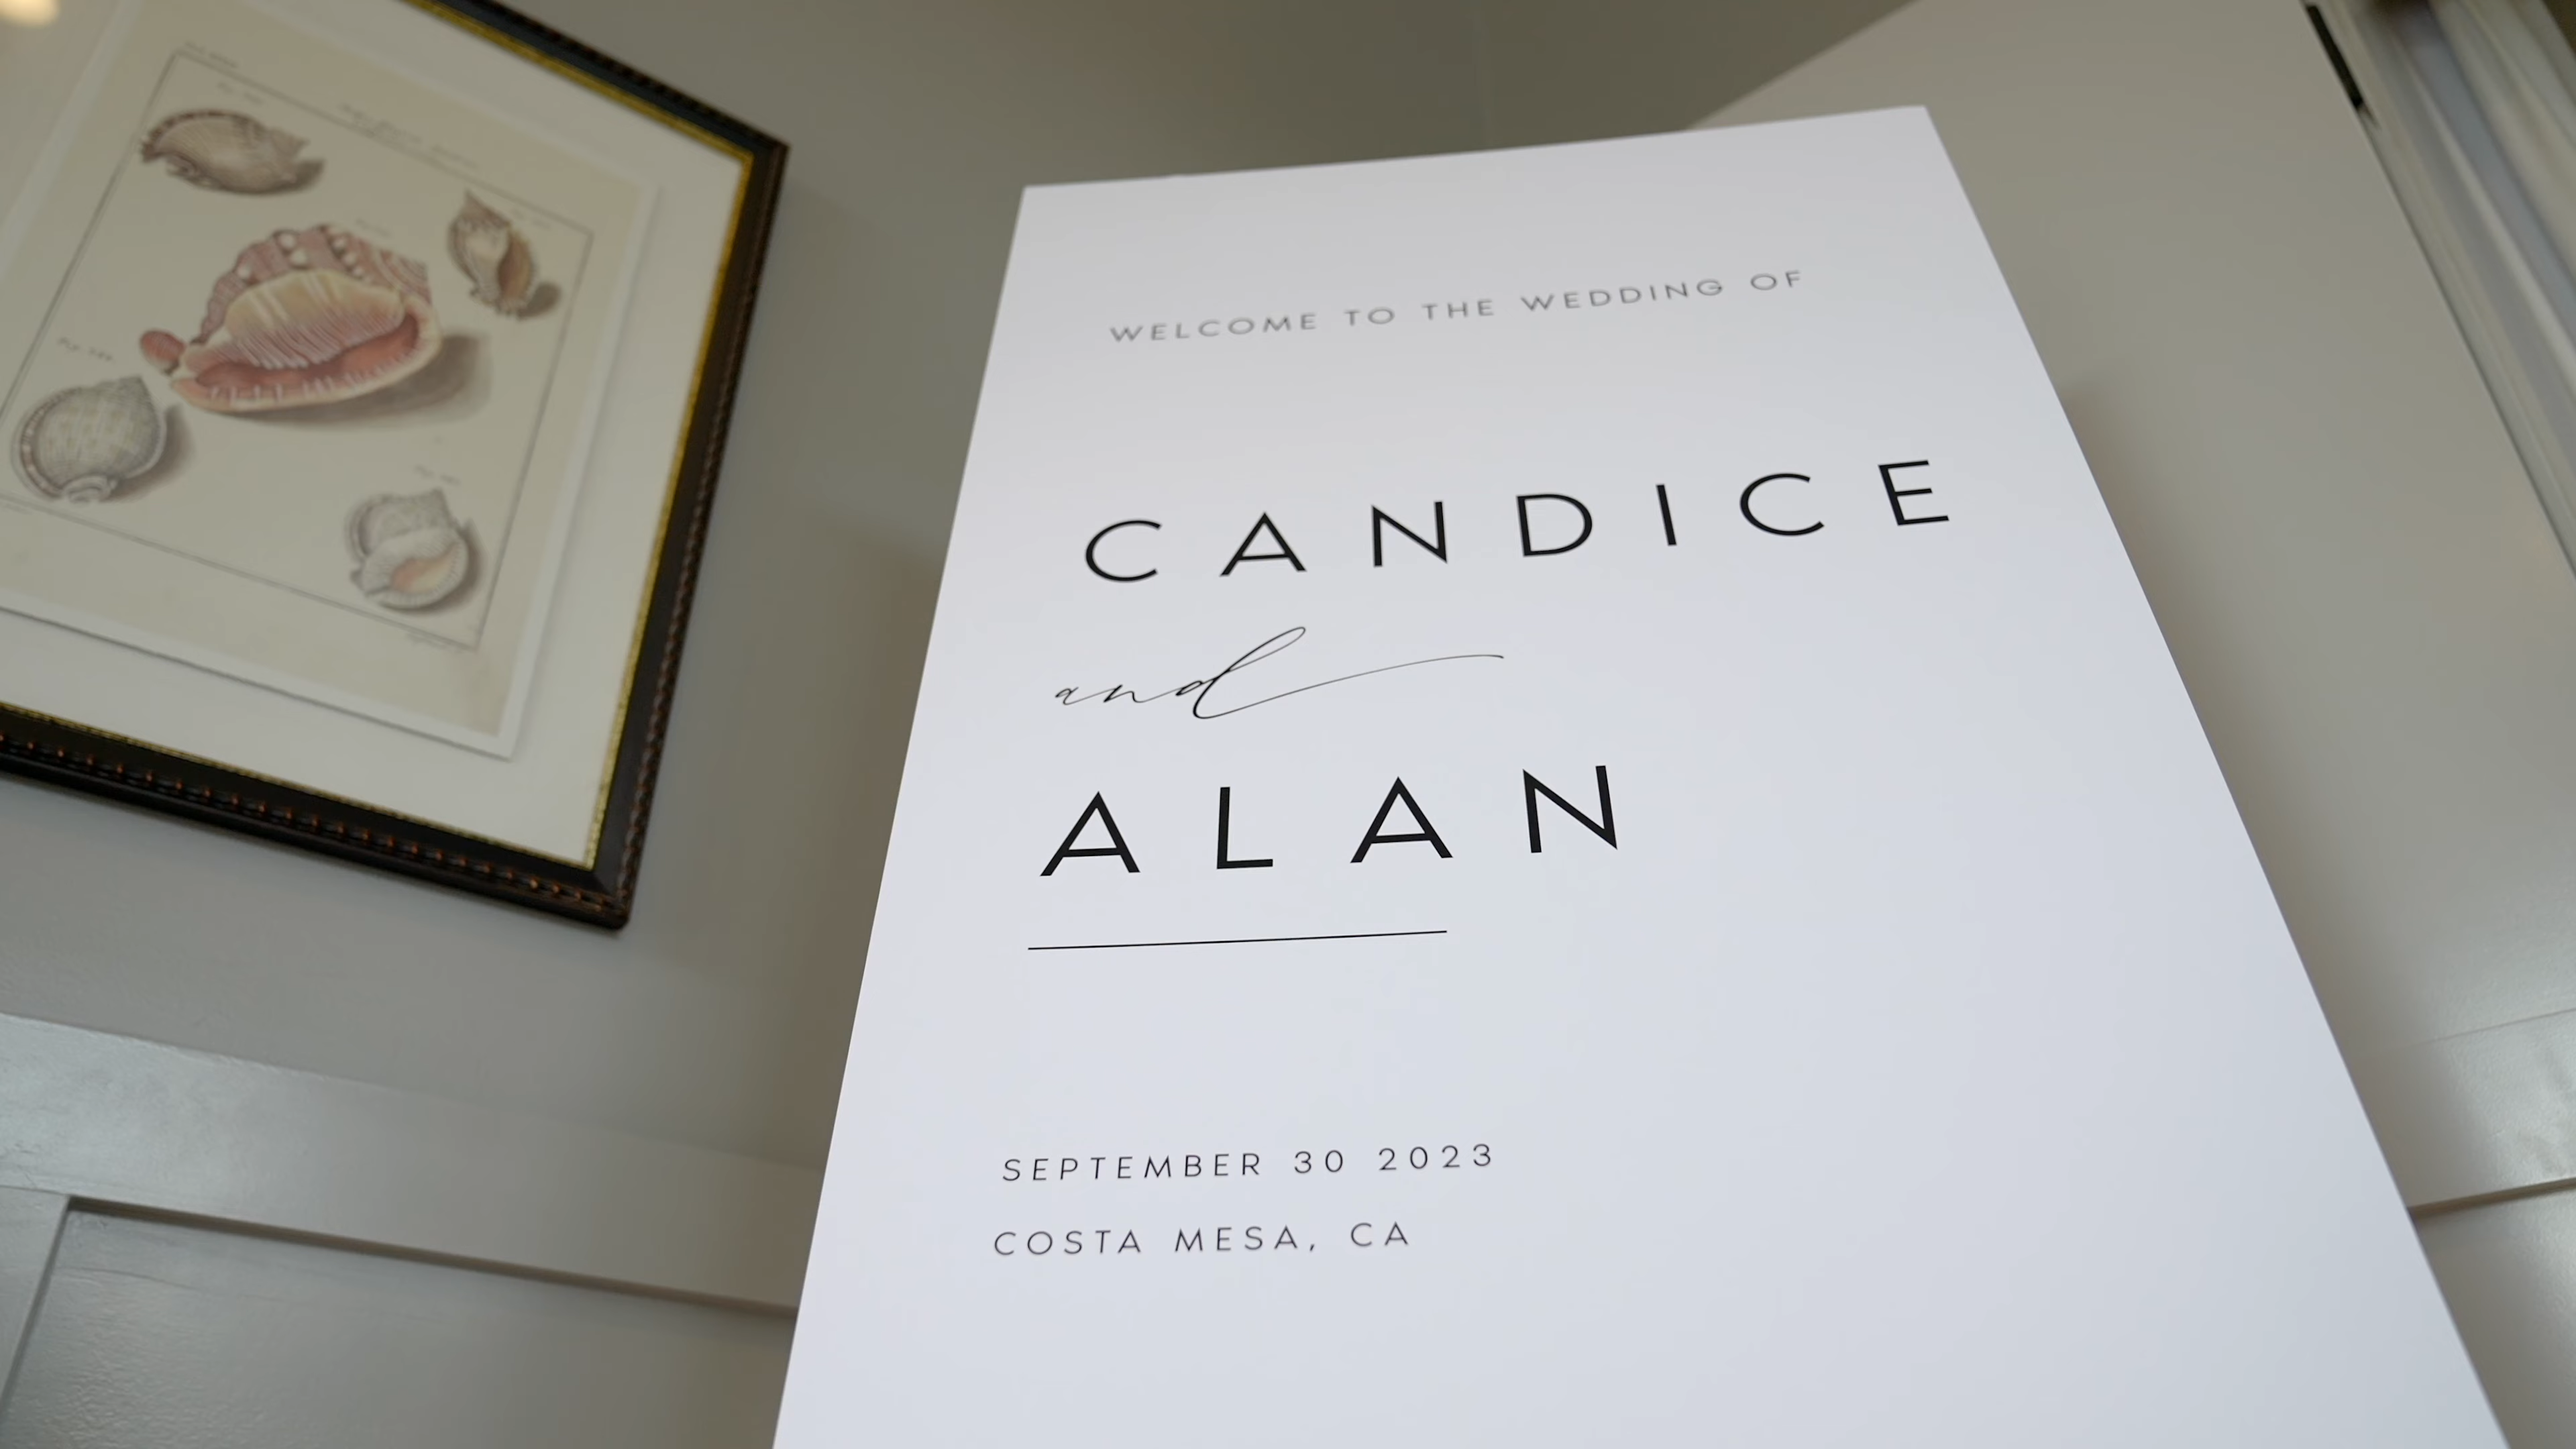 WELCOME TO THE WEDDING OF
CANDICE
and
ALAN
SEPTEMBER 30 2023
COSTA MESA, CA